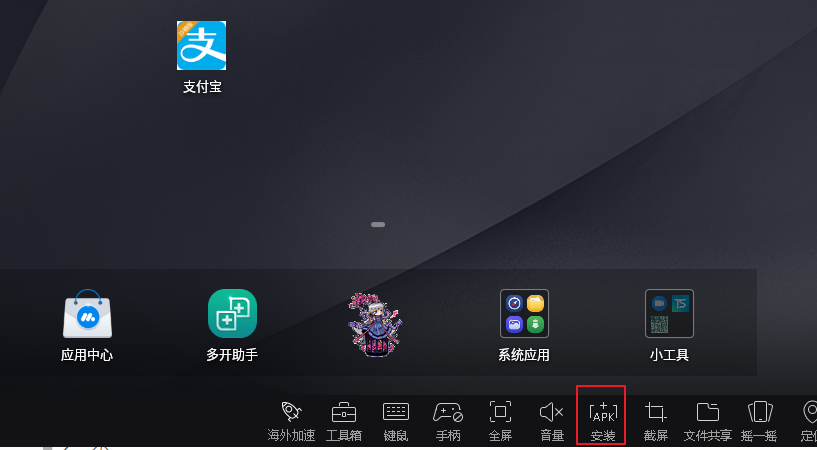 支
支付宝
应用中心
多开助手
系统应用
TS
小工具
APK
海外加速
工具箱
键鼠
手柄
全屏
音量
安装
截屏
文件共享
摇一摇